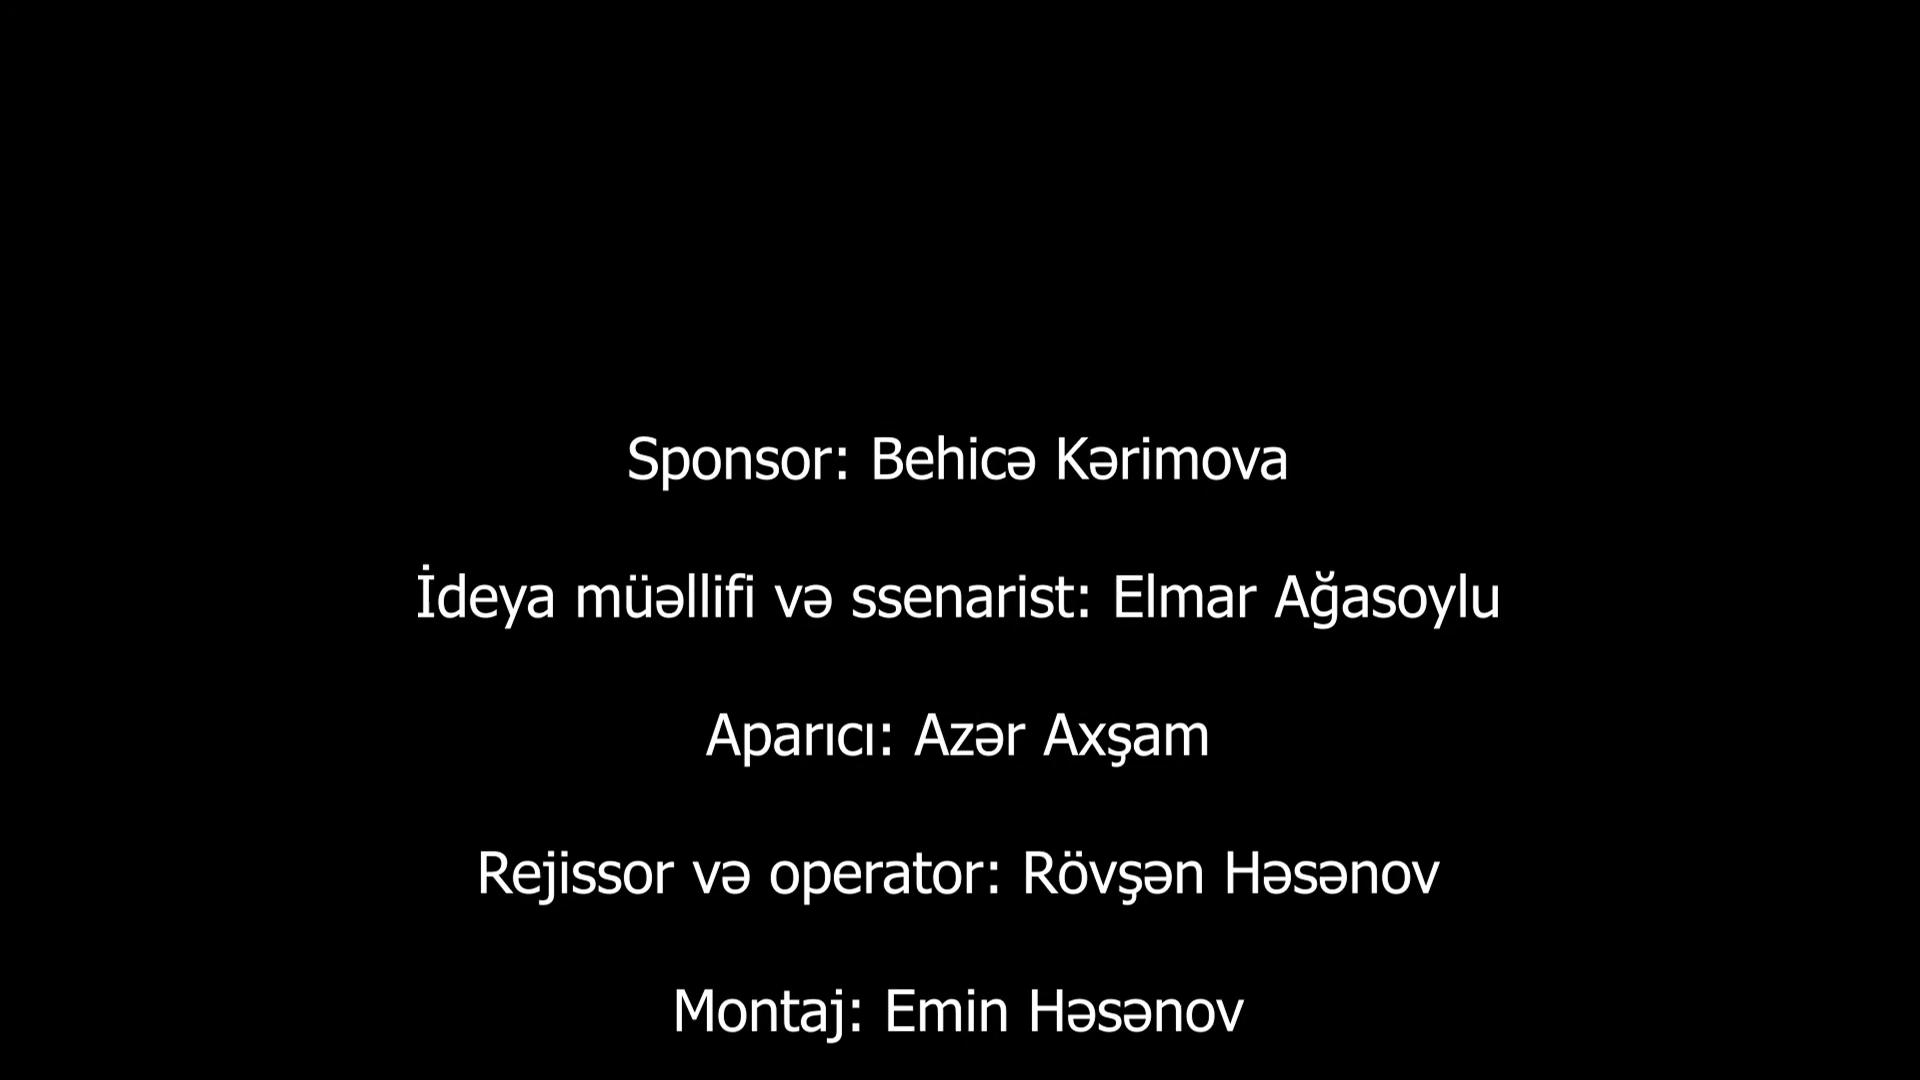 Sponsor: Behicə Kərimova
İdeya müəllifi və ssenarist: Elmar Ağasoylu
Aparıcı: Azər Axşam
Rejissor və operator: Rövşən Həsənov
Montaj: Emin Həsənov